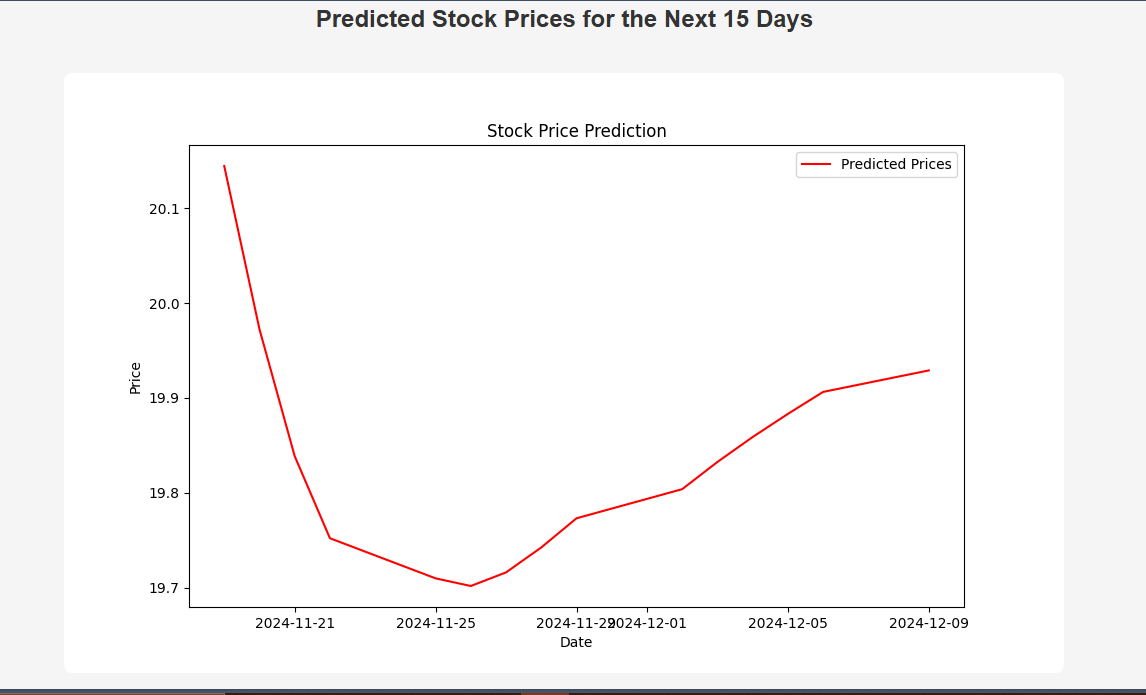 Predicted Stock Prices for the Next 15 Days
Stock Price Prediction
Predicted Prices
20.1
20.0
19.9
19.8
19.7
Price
2024-11-21 2024-11-25 2024-11-29 2024-12-01 2024-12-05 2024-12-09
Date